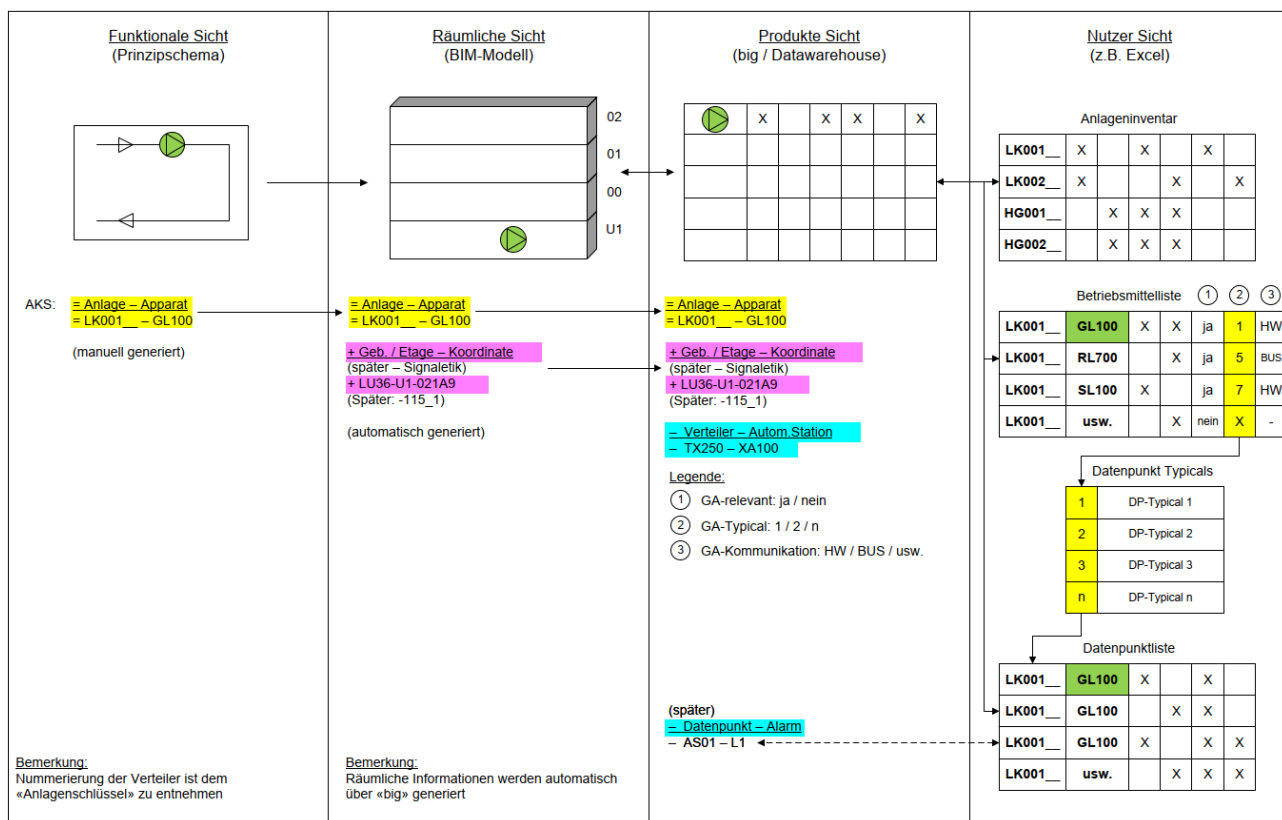 Funktionale Sicht
(Prinzipschema)
AKS:
= Anlage – Apparat
= LK001__ – GL100
(manuell generiert)
Bemerkung:
Nummerierung der Verteiler ist dem
«Anlagenschlüssel» zu entnehmen
Räumliche Sicht
(BIM-Modell)
02
01
00
U1
= Anlage – Apparat
= LK001__ – GL100
+ Geb. / Etage – Koordinate
(später – Signaletik)
+ LU36-U1-021A9
(Später: -115_1)
(automatisch generiert)
Bemerkung:
Räumliche Informationen werden automatisch
über «big» generiert
Produkte Sicht
(big / Datawarehouse)
X X X X
= Anlage – Apparat
= LK001__ – GL100
+ Geb. / Etage – Koordinate
(später – Signaletik)
+ LU36-U1-021A9
(Später: -115_1)
– Verteiler – Autom.Station
– TX250 – XA100
Legende:
1 GA-relevant: ja / nein
2 GA-Typical: 1 / 2 / n
3 GA-Kommunikation: HW / BUS / usw.
(später)
– Datenpunkt – Alarm
– AS01 – L1
Nutzer Sicht
(z.B. Excel)
Anlageninventar
LK001__ X X X
LK002__ X X X
HG001__ X X X
HG002__ X X X
Betriebsmittelliste 1 2 3
LK001__ GL100 X X ja 1 HW
LK001__ RL700 X ja 5 BUS
LK001__ SL100 X ja 7 HW
LK001__ usw. X nein X -
Datenpunkt Typicals
1 DP-Typical 1
2 DP-Typical 2
3 DP-Typical 3
n DP-Typical n
Datenpunktliste
LK001__ GL100 X X
LK001__ GL100 X X
LK001__ GL100 X X X
LK001__ usw. X X X